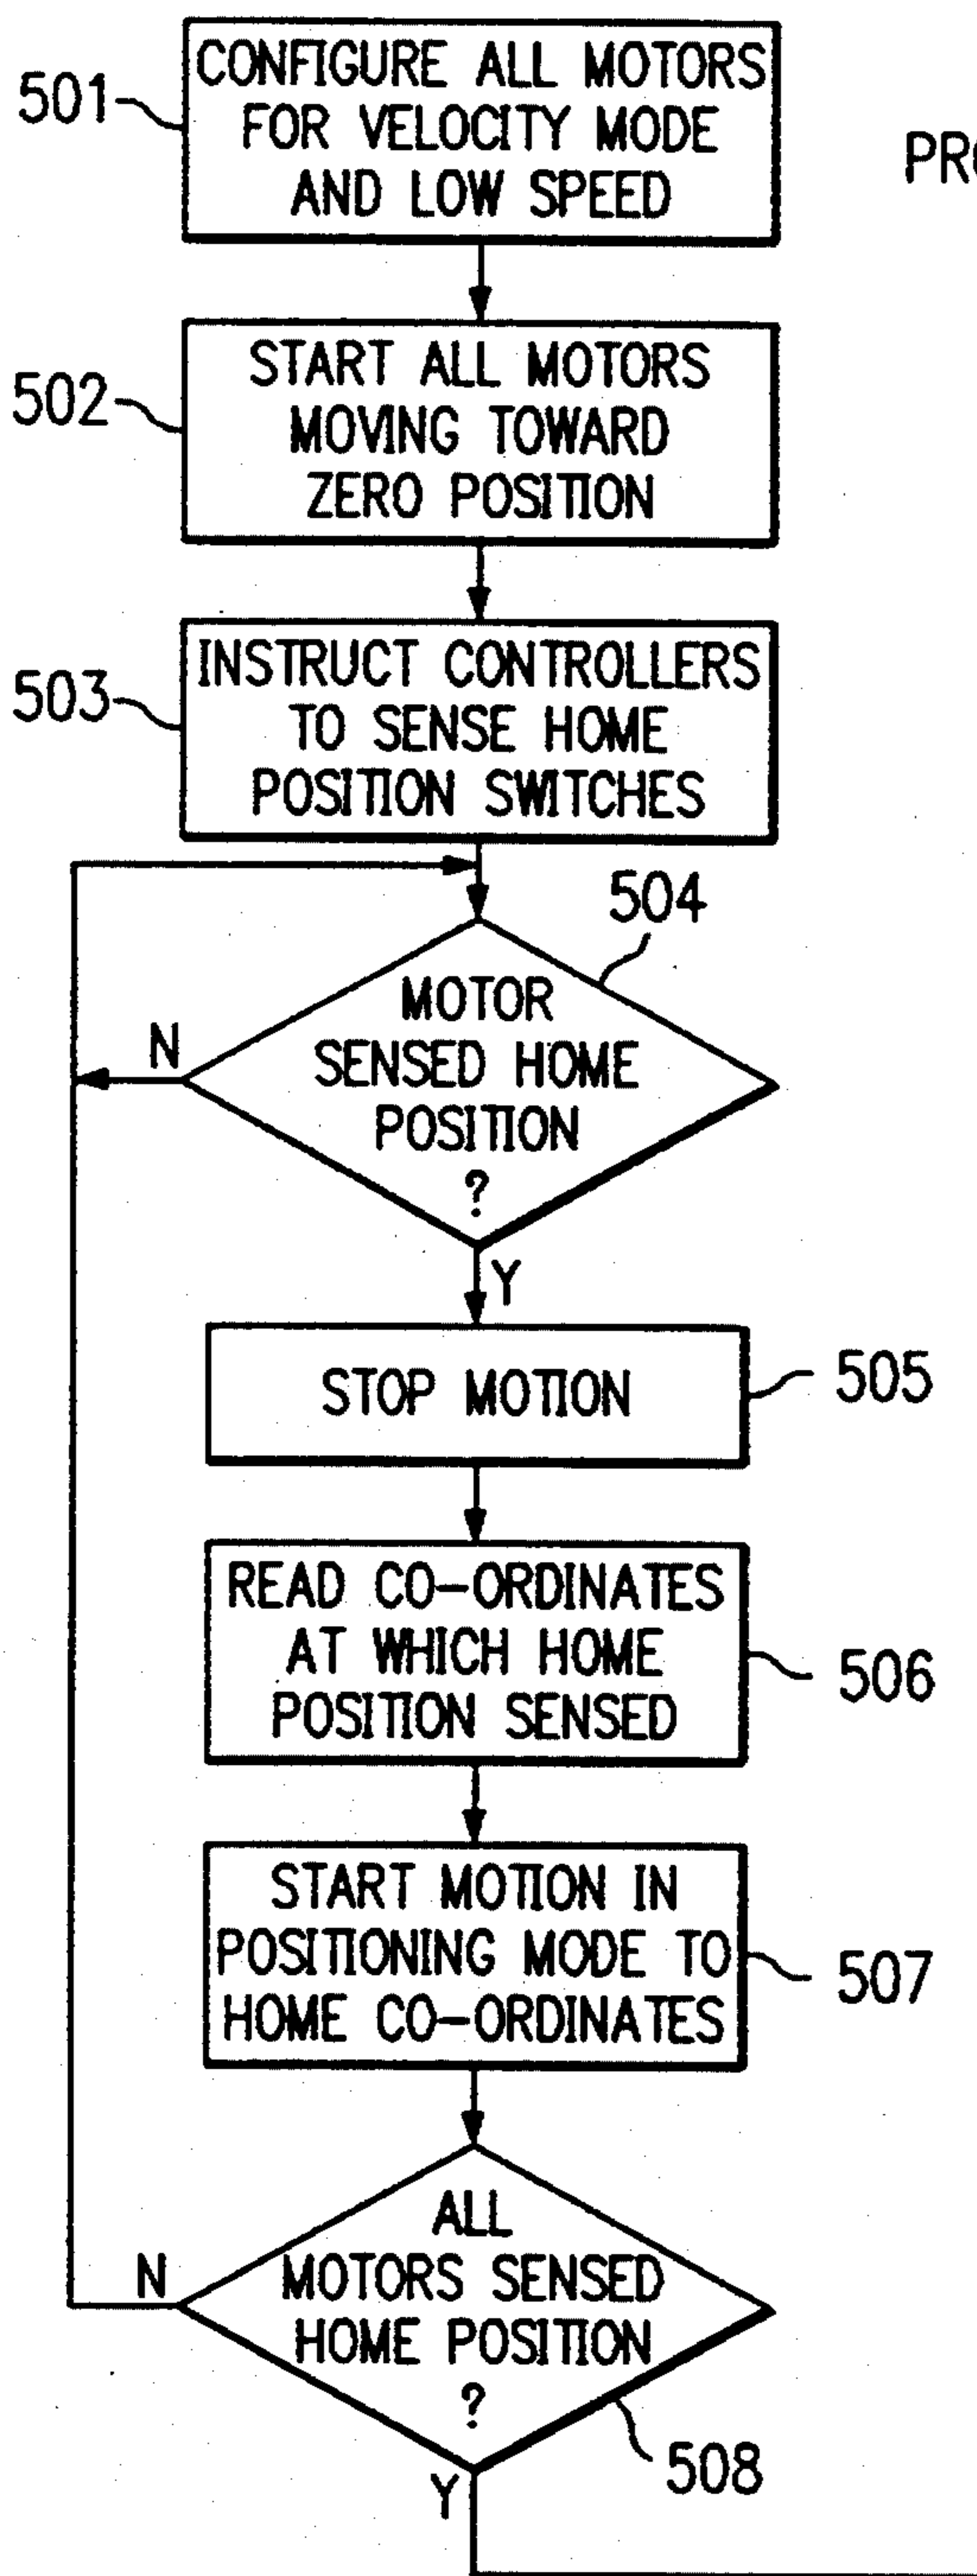 501
CONFIGURE ALL MOTORS
FOR VELOCITY MODE
AND LOW SPEED
502
START ALL MOTORS
MOVING TOWARD
ZERO POSITION
503
INSTRUCT CONTROLLERS
TO SENSE HOME
POSITION SWITCHES
504
MOTOR
SENSED HOME
POSITION
?
N
Y
STOP MOTION
505
READ CO-ORDINATES
AT WHICH HOME
POSITION SENSED
506
START MOTION IN
POSITIONING MODE TO
HOME CO-ORDINATES
507
ALL
MOTORS SENSED
HOME POSITION
?
N
508
Y